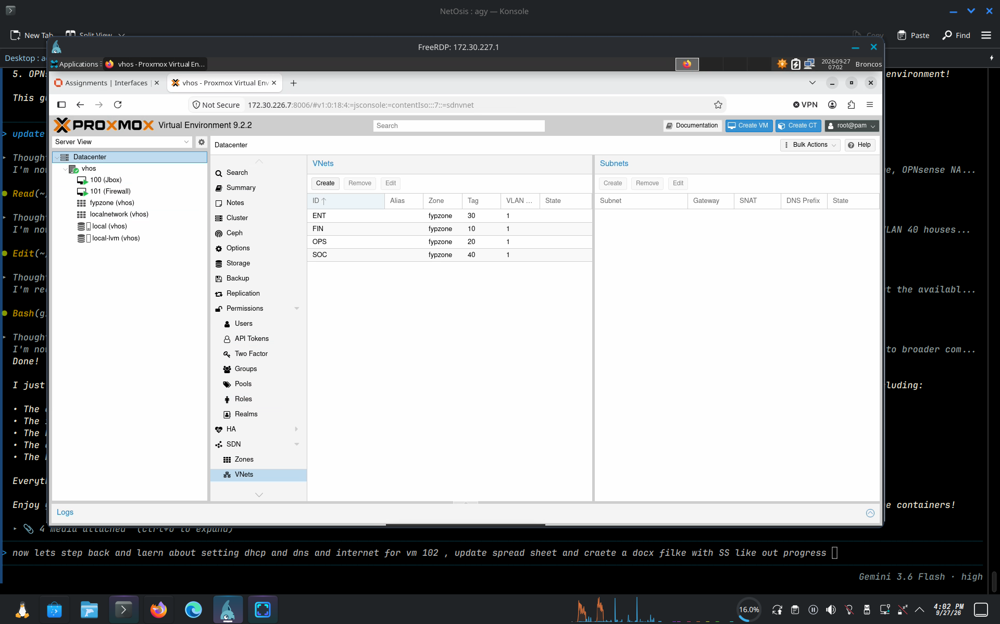 NetOsis : agy — Konsole
New Tab
Split View
Copy
Paste
Find
Desktop : a
FreeRDP: 172.30.227.1
Applications
vhos - Proxmox Virtual En...
2026-09-27
07:02
Broncos
Assignments | Interfaces |
vhos - Proxmox Virtual Env
Not Secure
172.30.226.7:8006/#v1:0:18:4:=jsconsole:=contentIso:::7::=sdnvnet
VPN
PROXMOX
Virtual Environment 9.2.2
Search
Documentation
Create VM
Create CT
root@pam
Server View
Datacenter
vhos
100 (Jbox)
101 (Firewall)
fypzone (vhos)
localnetwork (vhos)
local (vhos)
local-lvm (vhos)
Datacenter
Bulk Actions
Help
Search
Summary
Notes
Cluster
Ceph
Options
Storage
Backup
Replication
Permissions
Users
API Tokens
Two Factor
Groups
Pools
Roles
Realms
HA
SDN
Zones
VNets
VNets
Create
Remove
Edit
ID Alias Zone Tag VLAN ... State
ENT fypzone 30 1
FIN fypzone 10 1
OPS fypzone 20 1
SOC fypzone 40 1
Subnets
Create
Remove
Edit
Subnet Gateway SNAT DNS Prefix State
Logs
5. OPN
environment!
This g
> update
Though
I'm no
e, OPNsense NA...
Read(~
Though
I'm no
LAN 40 houses...
Edit(~
Though
I'm re
t the availabl...
Bash(g
Though
I'm no
to broader com...
Done!
I just
luding:
• The
• The
• The
• The
• The
Everyt
Enjoy
e containers!
4 media attached (ctrl+o to expand)
> now lets step back and laern about setting dhcp and dns and internet for vm 102 , update spread sheet and craete a docx filke with SS like out progress
Gemini 3.6 Flash · high
16.0%
4:02 PM
9/27/26